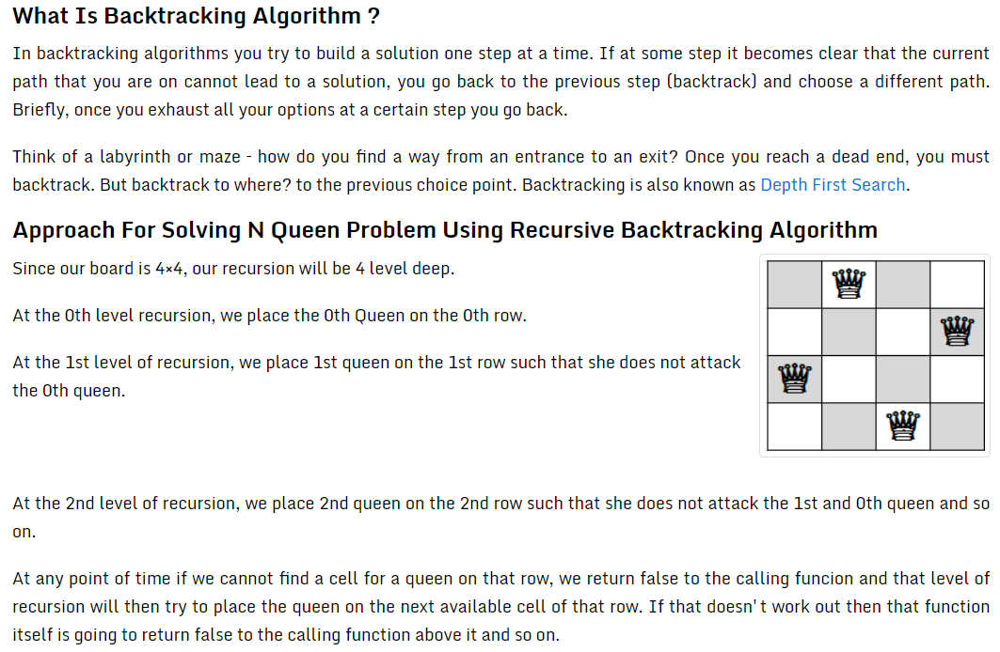 What Is Backtracking Algorithm ?
In backtracking algorithms you try to build a solution one step at a time. If at some step it becomes clear that the current
path that you are on cannot lead to a solution, you go back to the previous step (backtrack) and choose a different path.
Briefly, once you exhaust all your options at a certain step you go back.
Think of a labyrinth or maze - how do you find a way from an entrance to an exit? Once you reach a dead end, you must
backtrack. But backtrack to where? to the previous choice point. Backtracking is also known as Depth First Search.
Approach For Solving N Queen Problem Using Recursive Backtracking Algorithm
Since our board is 4×4, our recursion will be 4 level deep.
At the 0th level recursion, we place the 0th Queen on the 0th row.
At the 1st level of recursion, we place 1st queen on the 1st row such that she does not attack
the 0th queen.
At the 2nd level of recursion, we place 2nd queen on the 2nd row such that she does not attack the 1st and 0th queen and so
on.
At any point of time if we cannot find a cell for a queen on that row, we return false to the calling funcion and that level of
recursion will then try to place the queen on the next available cell of that row. If that doesn't work out then that function
itself is going to return false to the calling function above it and so on.